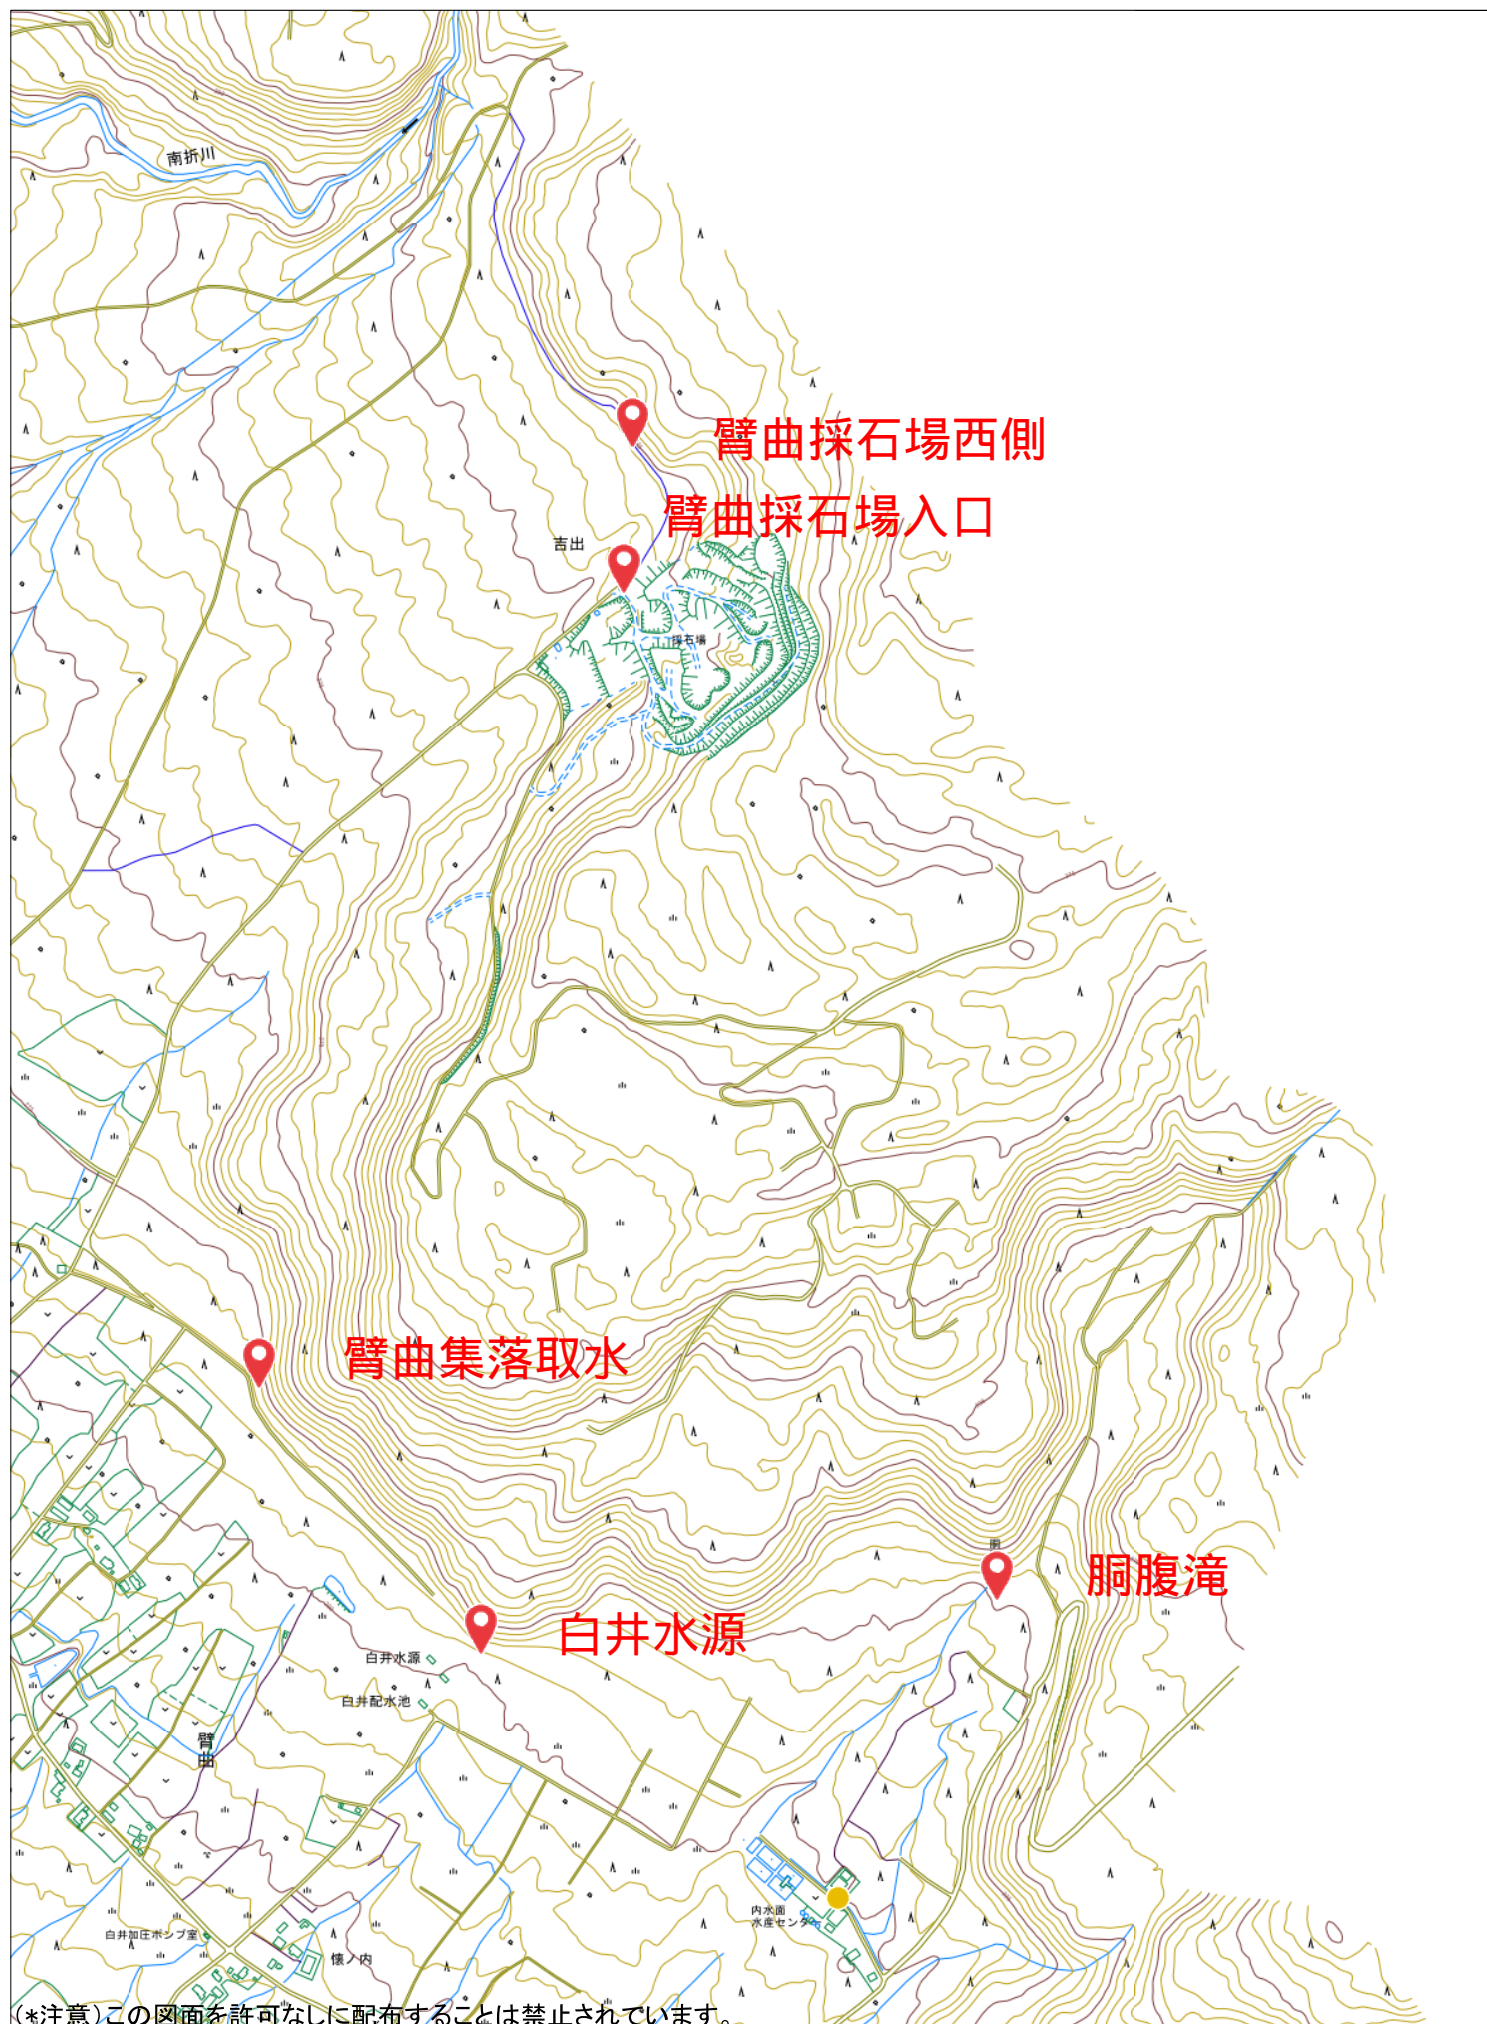 南折川
臂曲採石場西側
臂曲採石場入口
吉出
採石場
臂曲集落取水
胴腹滝
白井水源
白井水源
白井配水池
臂曲
内水面
水産センター
白井加圧ポンプ室
懐ノ内
(*注意)この図面を許可なしに配布することは禁止されています。